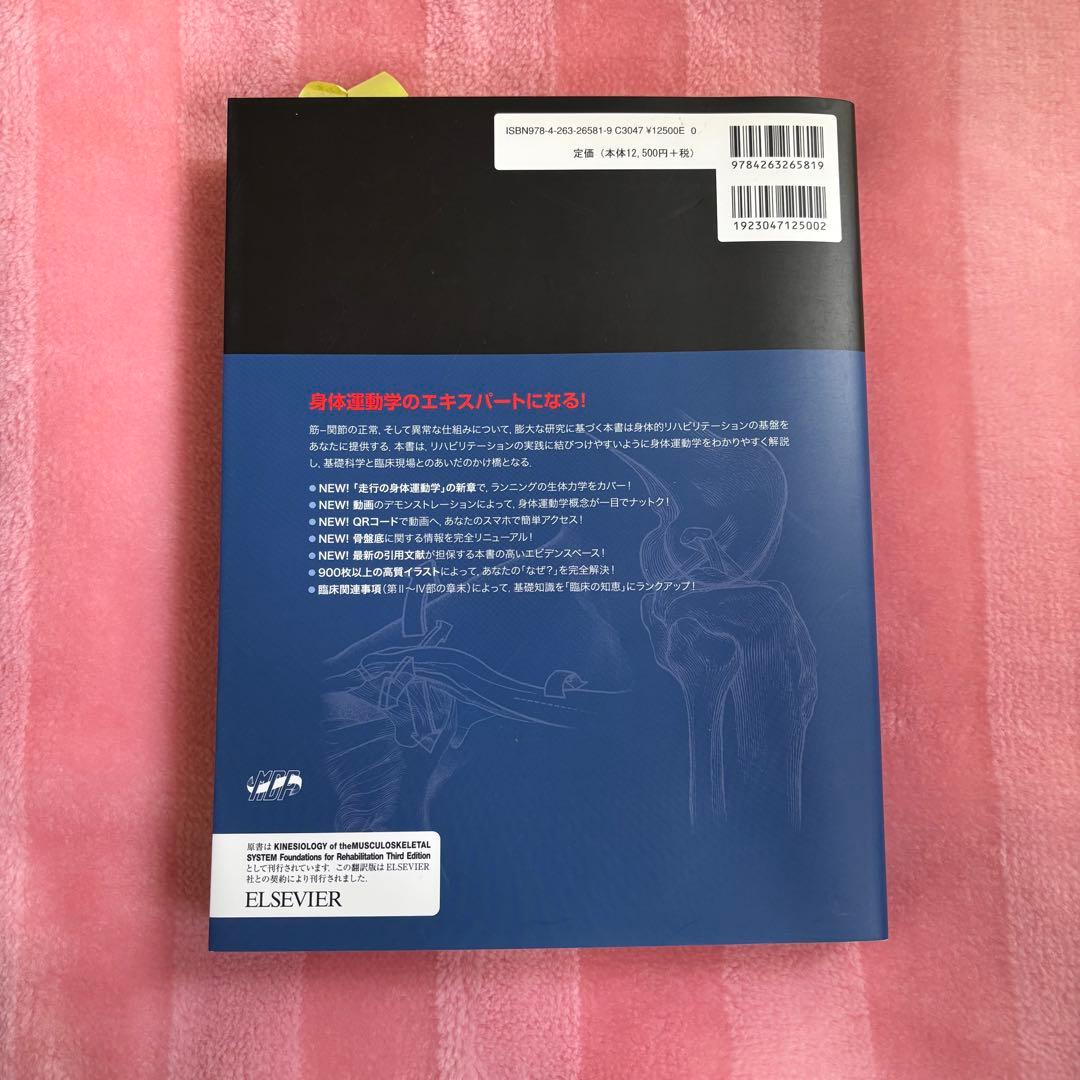 ISBN978-4-263-26581-9 C3047 ¥12500E 0
定価（本体12,500円＋税）
9784263265819
1923047125002
身体運動学のエキスパートになる！
筋−関節の正常，そして異常な仕組みについて，膨大な研究に基づく本書は身体的リハビリテーションの基盤を
あなたに提供する．本書は，リハビリテーションの実践に結びつけやすいように身体運動学をわかりやすく解説
し，基礎科学と臨床現場とのあいだのかけ橋となる．
●NEW！「走行の身体運動学」の新章で，ランニングの生体力学をカバー！
●NEW！動画のデモンストレーションによって，身体運動学概念が一目でナットク！
●NEW！QRコードで動画へ，あなたのスマホで簡単アクセス！
●NEW！骨盤底に関する情報を完全リニューアル！
●NEW！最新の引用文献が担保する本書の高いエビデンスベース！
●900枚以上の高質イラストによって，あなたの「なぜ？」を完全解決！
●臨床関連事項（第Ⅱ〜Ⅳ部の章末）によって，基礎知識を「臨床の知恵」にランクアップ！
MDP
原書は KINESIOLOGY of theMUSCULOSKELETAL
SYSTEM Foundations for Rehabilitation Third Edition
として刊行されています．この翻訳版は ELSEVIER
社との契約により刊行されました．
ELSEVIER